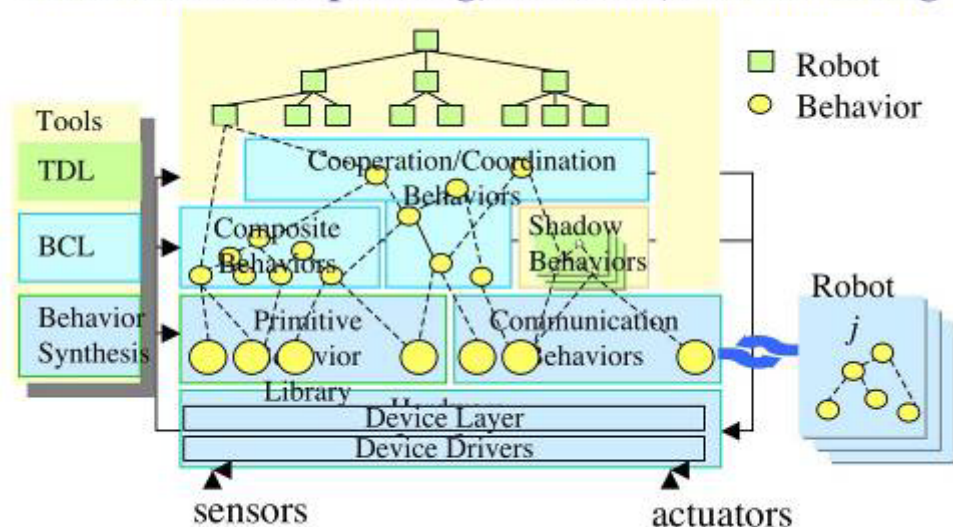 Robot
Behavior
Tools
TDL
BCL
Behavior
Synthesis
Cooperation/Coordination
Behaviors
Composite
Behaviors
Shadow
Behaviors
Primitive
Behavior
Library
Communication
Behaviors
Device Layer
Device Drivers
sensors
actuators
Robot
j